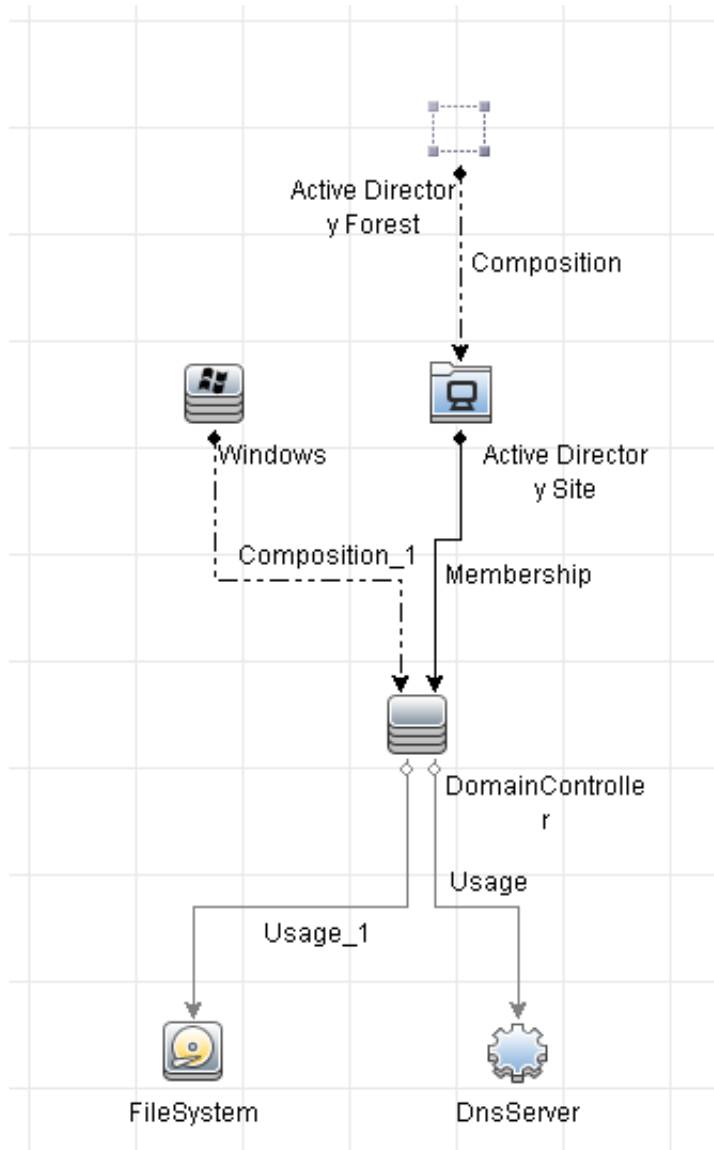 Active Director
y Forest
Composition
Windows
Active Director
y Site
Composition_1
Membership
DomainControlle
r
Usage
Usage_1
FileSystem
DnsServer